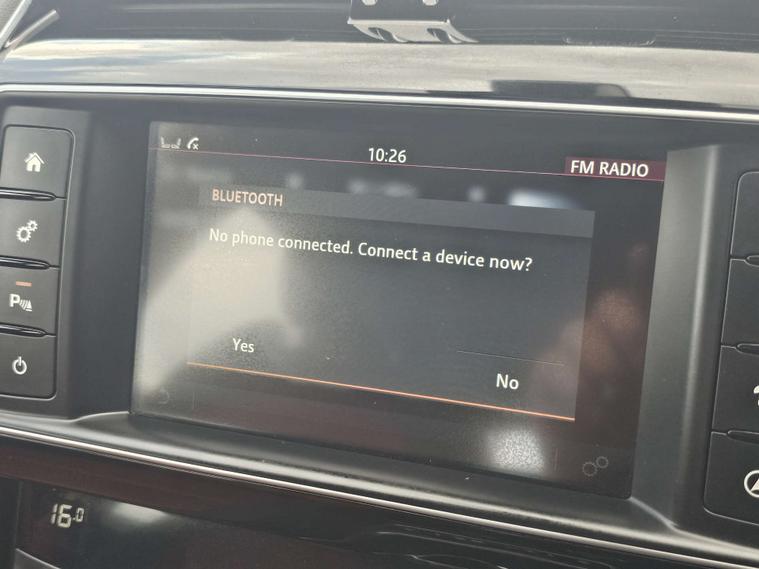 10:26
FM RADIO
BLUETOOTH
No phone connected. Connect a device now?
Yes
No
P
16.0